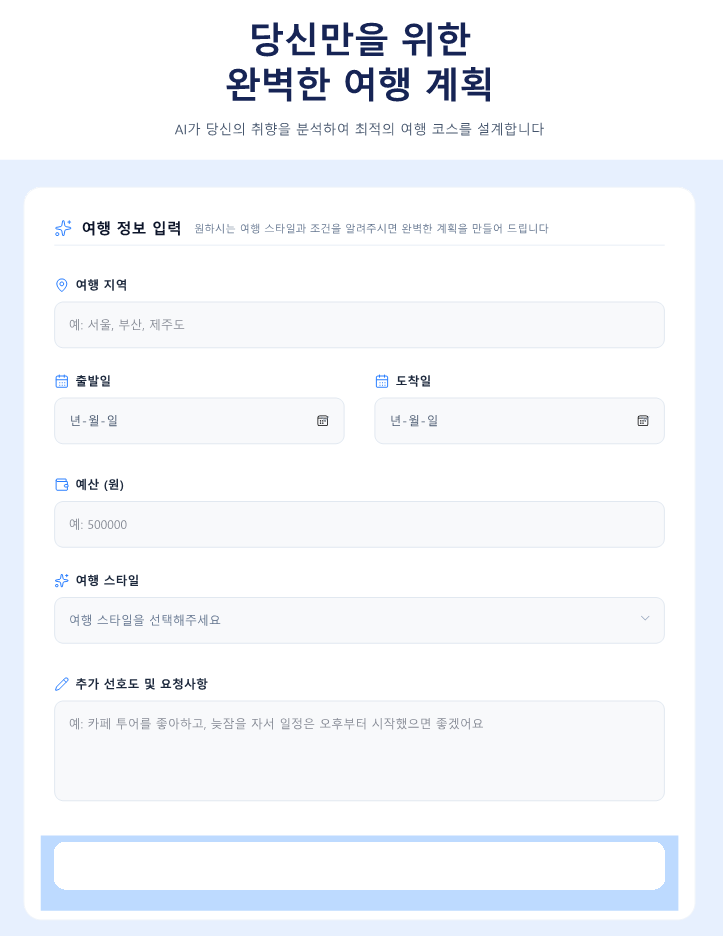 당신만을 위한
완벽한 여행 계획
AI가 당신의 취향을 분석하여 최적의 여행 코스를 설계합니다
여행 정보 입력 원하시는 여행 스타일과 조건을 알려주시면 완벽한 계획을 만들어 드립니다
여행 지역
예: 서울, 부산, 제주도
출발일 도착일
년-월-일 년-월-일
예산 (원)
예: 500000
여행 스타일
여행 스타일을 선택해주세요
추가 선호도 및 요청사항
예: 카페 투어를 좋아하고, 늦잠을 자서 일정은 오후부터 시작했으면 좋겠어요